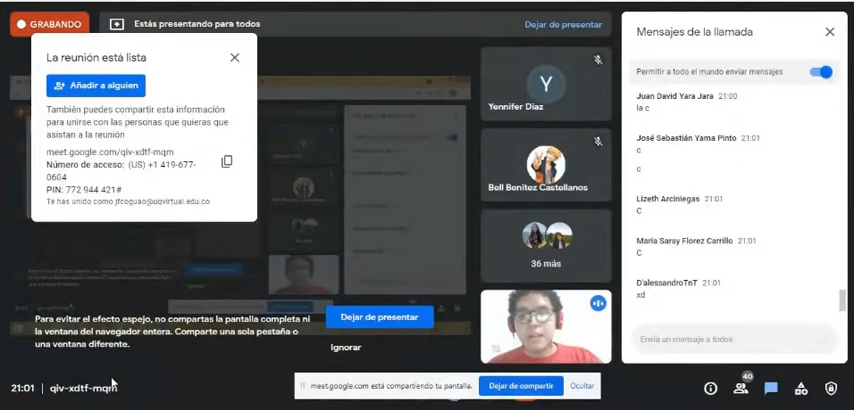 GRABANDO
Estás presentando para todos
Dejar de presentar
La reunión está lista
Añadir a alguien
También puedes compartir esta información
para unirse con las personas que quieras que
asistan a la reunión
meet.google.com/qiv-xdtf-mqm
Número de acceso: (US) +1 419-677-
0604
PIN: 772 944 421#
Te has unido como jfcoguao@uqvirtual.edu.co
Para evitar el efecto espejo, no compartas la pantalla completa ni
la ventana del navegador entera. Comparte una sola pestaña o
una ventana diferente.
Dejar de presentar
Ignorar
Y
Yennifer Diaz
Bell Benitez Castellanos
36 más
Mensajes de la llamada
Permitir a todo el mundo enviar mensajes
Juan David Yara Jara 21:00
la c
José Sebastián Yama Pinto 21:01
c
c
Lizeth Arciniegas 21:01
C
Maria Saray Florez Carrillo 21:01
C
D'alessandroTnT 21:01
xd
Envía un mensaje a todos
21:01 | qiv-xdtf-mqm
meet.google.com está compartiendo tu pantalla.
Dejar de compartir
Ocultar
40